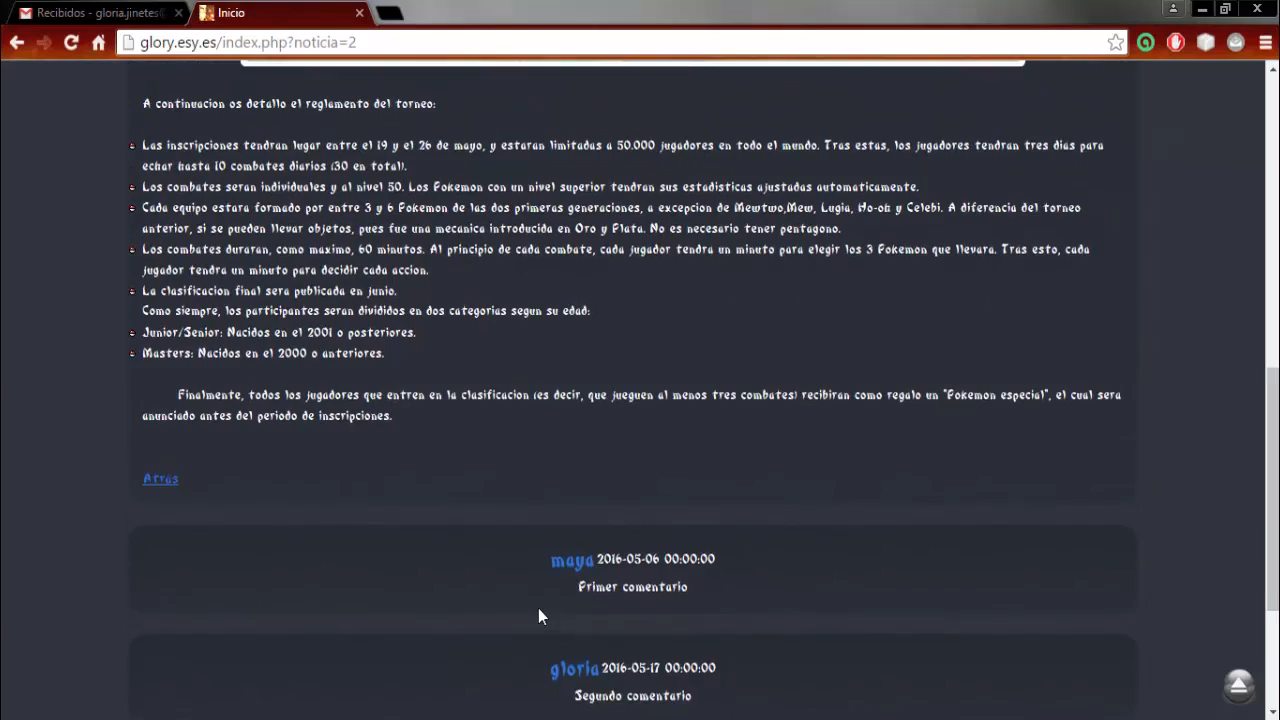 Recibidos - gloria.jinetes@
Inicio
glory.esy.es/index.php?noticia=2
A continuacion os detallo el reglamento del torneo:
Las inscripciones tendran lugar entre el 19 y el 26 de mayo, y estaran limitadas a 50.000 jugadores en todo el mundo. Tras estas, los jugadores tendran tres dias para
echar hasta 10 combates diarios (30 en total).
Los combates seran individuales y al nivel 50. Los Pokemon con un nivel superior tendran sus estadisticas ajustadas automaticamente.
Cada equipo estara formado por entre 3 y 6 Pokemon de las dos primeras generaciones, a excepcion de Mewtwo,Mew, Lugia, Ho-oh y Celebi. A diferencia del torneo
anterior, si se pueden llevar objetos, pues fue una mecanica introducida en Oro y Plata. No es necesario tener pentagono.
Los combates duraran, como maximo, 60 minutos. Al principio de cada combate, cada jugador tendra un minuto para elegir los 3 Pokemon que llevara. Tras esto, cada
jugador tendra un minuto para decidir cada accion.
La clasificacion final sera publicada en junio.
Como siempre, los participantes seran divididos en dos categorias segun su edad:
Junior/Senior: Nacidos en el 2001 o posteriores.
Masters: Nacidos en el 2000 o anteriores.
Finalmente, todos los jugadores que entren en la clasificacion (es decir, que jueguen al menos tres combates) recibiran como regalo un "Pokemon especial", el cual sera
anunciado antes del periodo de inscripciones.
Atras
maya 2016-05-06 00:00:00
Primer comentario
gloria 2016-05-17 00:00:00
Segundo comentario